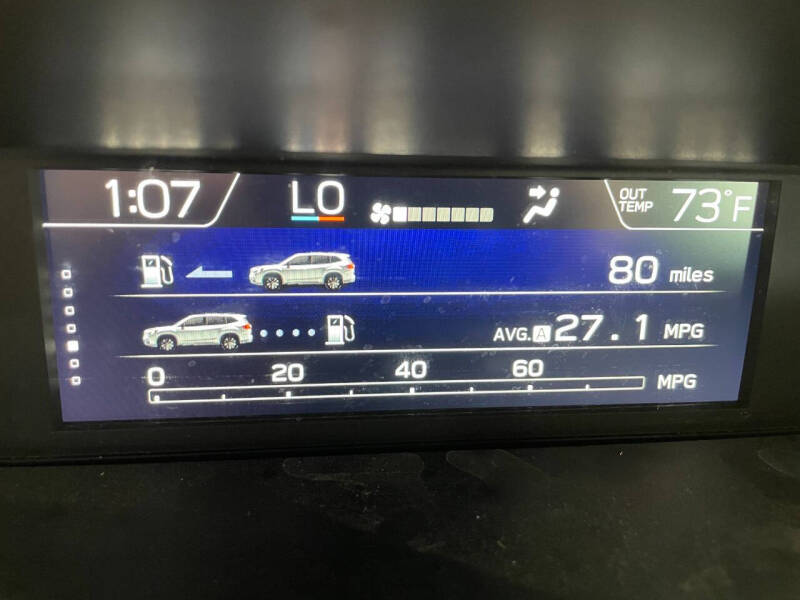 1:07 LO OUT TEMP 73°F
80 miles
AVG. A 27.1 MPG
0 20 40 60 MPG